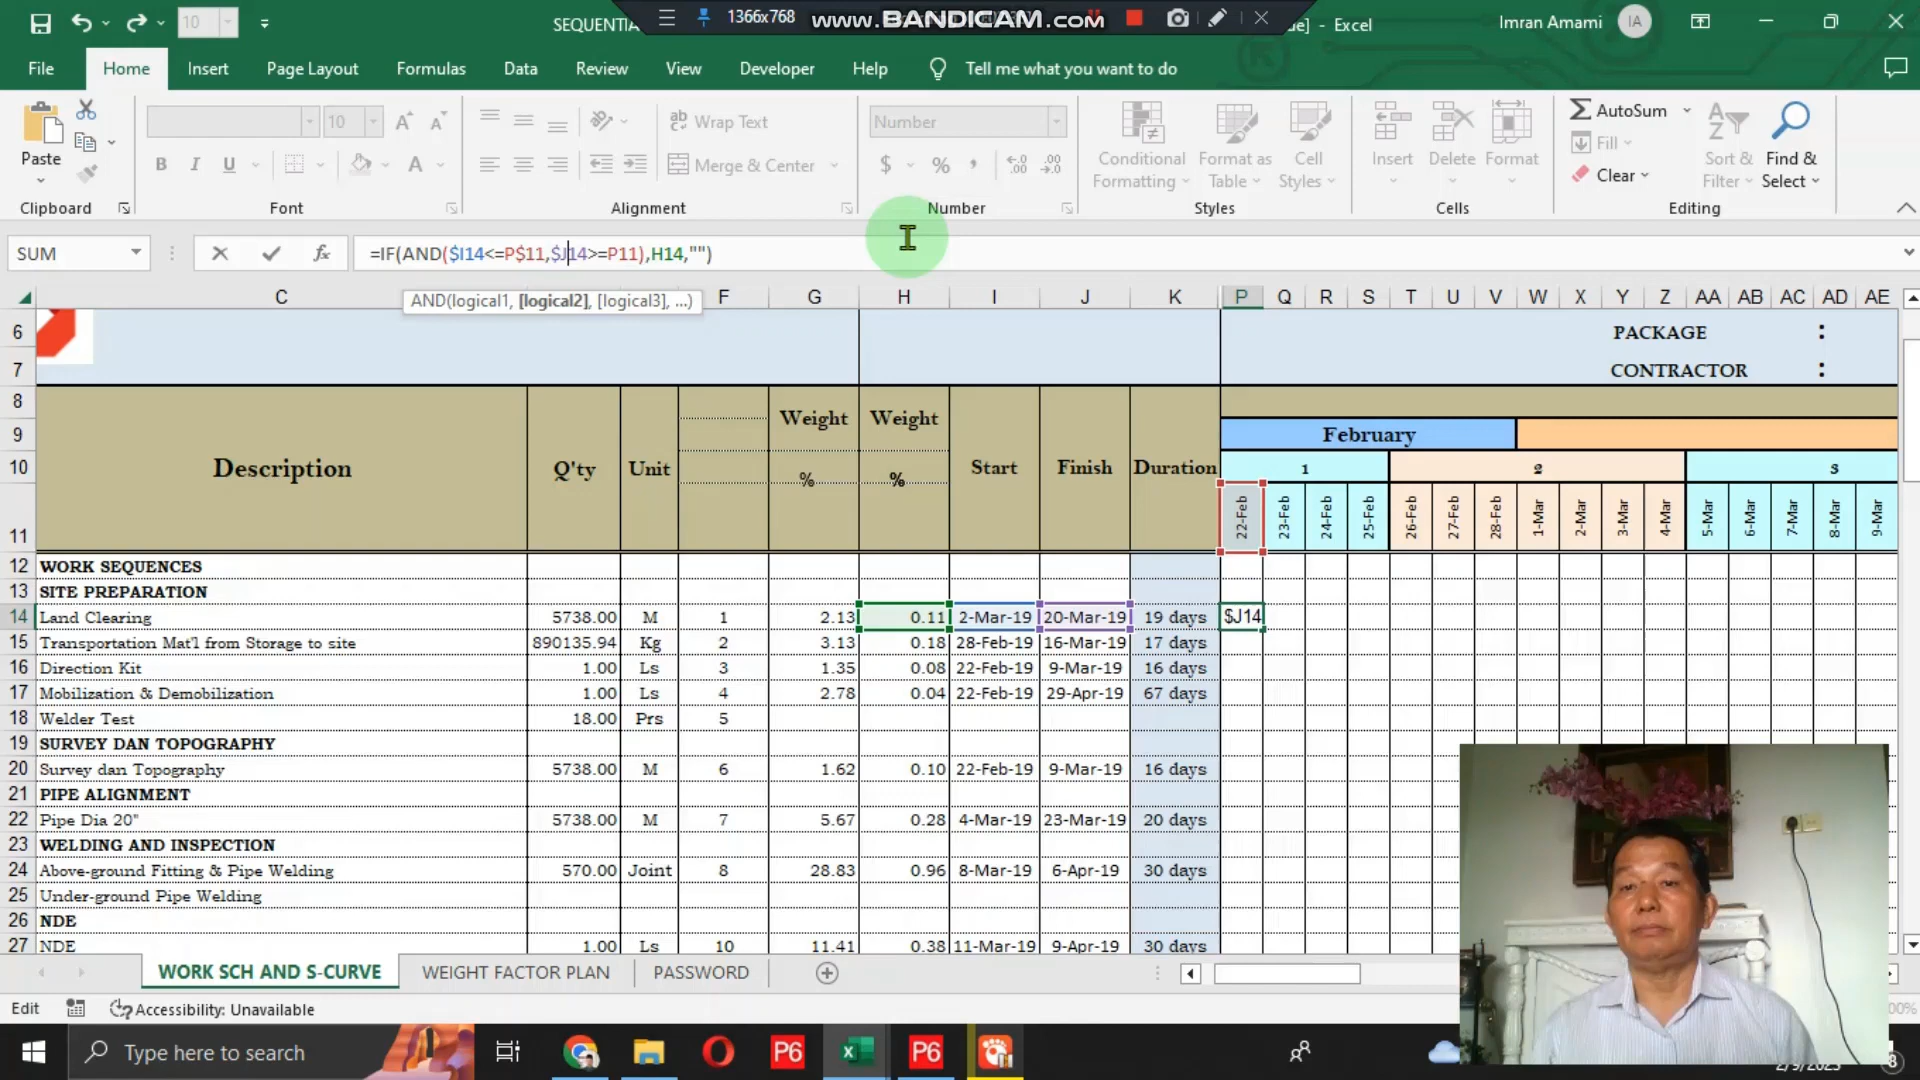 10
SEQUENTIA
1366x768
www.BANDICAM.com
e] - Excel
Imran Amami
IA
File Home Insert Page Layout Formulas Data Review View Developer Help Tell me what you want to do
Paste
10
B I U A
Wrap Text
Merge & Center
Number
$ % ,
Conditional Formatting
Format as Table
Cell Styles
Insert Delete Format
AutoSum
Fill
Clear
Sort & Filter
Find & Select
Clipboard Font Alignment Number Styles Cells Editing
SUM
fx
=IF(AND($I14<=P$11,$J14>=P11),H14,"")
AND(logical1, [logical2], [logical3], ...)
C F G H I J K P Q R S T U V W X Y Z AA AB AC AD AE
6 PACKAGE :
7 CONTRACTOR :
8 Weight Weight
9 February
10 Description Q'ty Unit % % Start Finish Duration 1 2 3
11 22-Feb 23-Feb 24-Feb 25-Feb 26-Feb 27-Feb 28-Feb 1-Mar 2-Mar 3-Mar 4-Mar 5-Mar 6-Mar 7-Mar 8-Mar 9-Mar
12 WORK SEQUENCES
13 SITE PREPARATION
14 Land Clearing 5738.00 M 1 2.13 0.11 2-Mar-19 20-Mar-19 19 days $J14
15 Transportation Mat'l from Storage to site 890135.94 Kg 2 3.13 0.18 28-Feb-19 16-Mar-19 17 days
16 Direction Kit 1.00 Ls 3 1.35 0.08 22-Feb-19 9-Mar-19 16 days
17 Mobilization & Demobilization 1.00 Ls 4 2.78 0.04 22-Feb-19 29-Apr-19 67 days
18 Welder Test 18.00 Prs 5
19 SURVEY DAN TOPOGRAPHY
20 Survey dan Topography 5738.00 M 6 1.62 0.10 22-Feb-19 9-Mar-19 16 days
21 PIPE ALIGNMENT
22 Pipe Dia 20" 5738.00 M 7 5.67 0.28 4-Mar-19 23-Mar-19 20 days
23 WELDING AND INSPECTION
24 Above-ground Fitting & Pipe Welding 570.00 Joint 8 28.83 0.96 8-Mar-19 6-Apr-19 30 days
25 Under-ground Pipe Welding
26 NDE
27 NDE 1.00 Ls 10 11.41 0.38 11-Mar-19 9-Apr-19 30 days
WORK SCH AND S-CURVE WEIGHT FACTOR PLAN PASSWORD
Edit Accessibility: Unavailable
Type here to search
P6
P6